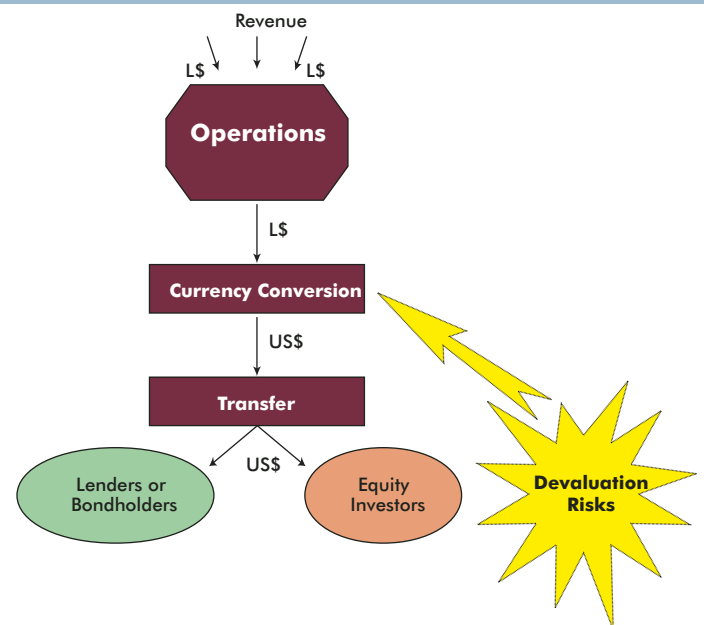 Revenue
L$ L$
Operations
L$
Currency Conversion
US$
Transfer
US$
Lenders or
Bondholders
Equity
Investors
Devaluation
Risks